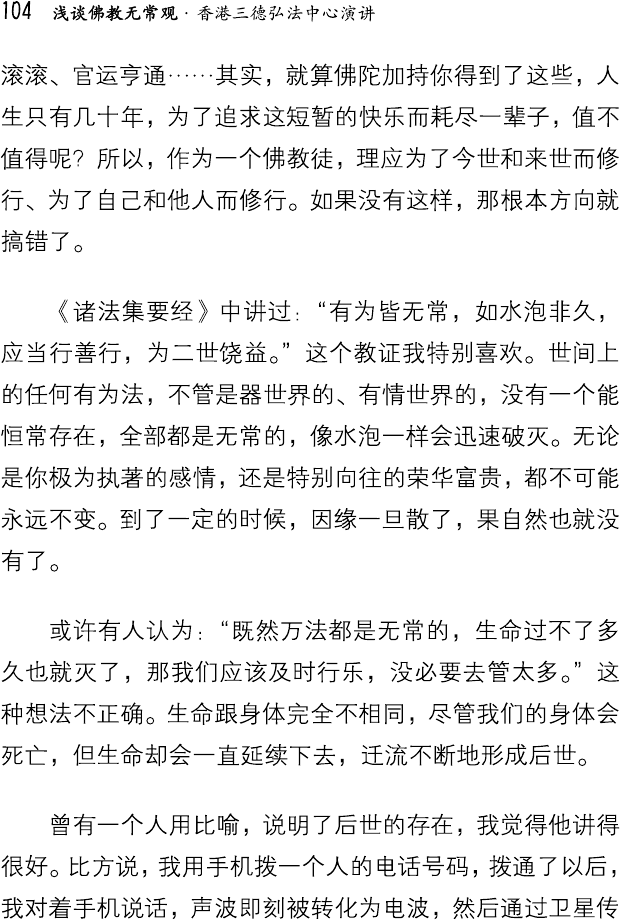 104 浅谈佛教无常观·香港三德弘法中心演讲
滚滚、官运亨通……其实，就算佛陀加持你得到了这些，人
生只有几十年，为了追求这短暂的快乐而耗尽一辈子，值不
值得呢？所以，作为一个佛教徒，理应为了今世和来世而修
行、为了自己和他人而修行。如果没有这样，那根本方向就
搞错了。
《诸法集要经》中讲过：“有为皆无常，如水泡非久，
应当行善行，为二世饶益。”这个教证我特别喜欢。世间上
的任何有为法，不管是器世界的、有情世界的，没有一个能
恒常存在，全部都是无常的，像水泡一样会迅速破灭。无论
是你极为执著的感情，还是特别向往的荣华富贵，都不可能
永远不变。到了一定的时候，因缘一旦散了，果自然也就没
有了。
或许有人认为：“既然万法都是无常的，生命过不了多
久也就灭了，那我们应该及时行乐，没必要去管太多。”这
种想法不正确。生命跟身体完全不相同，尽管我们的身体会
死亡，但生命却会一直延续下去，迁流不断地形成后世。
曾有一个人用比喻，说明了后世的存在，我觉得他讲得
很好。比方说，我用手机拨一个人的电话号码，拨通了以后，
我对着手机说话，声波即刻被转化为电波，然后通过卫星传